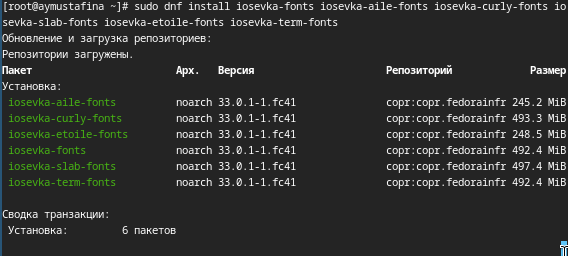 [root@aymustafina ~]# sudo dnf install iosevka-fonts iosevka-aile-fonts iosevka-curly-fonts io
sevka-slab-fonts iosevka-etoile-fonts iosevka-term-fonts
Обновление и загрузка репозиториев:
Репозитории загружены.
Пакет Арх. Версия Репозиторий Размер
Установка:
iosevka-aile-fonts noarch 33.0.1-1.fc41 copr:copr.fedorainfr 245.2 MiB
iosevka-curly-fonts noarch 33.0.1-1.fc41 copr:copr.fedorainfr 493.3 MiB
iosevka-etoile-fonts noarch 33.0.1-1.fc41 copr:copr.fedorainfr 248.5 MiB
iosevka-fonts noarch 33.0.1-1.fc41 copr:copr.fedorainfr 492.4 MiB
iosevka-slab-fonts noarch 33.0.1-1.fc41 copr:copr.fedorainfr 497.4 MiB
iosevka-term-fonts noarch 33.0.1-1.fc41 copr:copr.fedorainfr 492.4 MiB
Сводка транзакции:
Установка: 6 пакетов